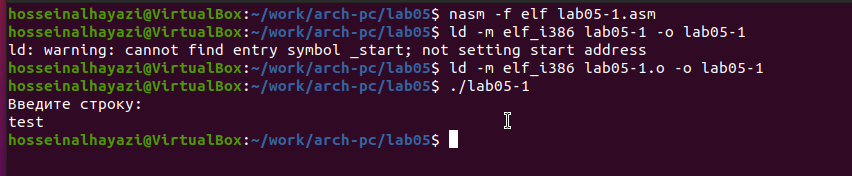 hosseinalhayazi@VirtualBox:~/work/arch-pc/lab05$ nasm -f elf lab05-1.asm
hosseinalhayazi@VirtualBox:~/work/arch-pc/lab05$ ld -m elf_i386 lab05-1 -o lab05-1
ld: warning: cannot find entry symbol _start; not setting start address
hosseinalhayazi@VirtualBox:~/work/arch-pc/lab05$ ld -m elf_i386 lab05-1.o -o lab05-1
hosseinalhayazi@VirtualBox:~/work/arch-pc/lab05$ ./lab05-1
Введите строку:
test
hosseinalhayazi@VirtualBox:~/work/arch-pc/lab05$